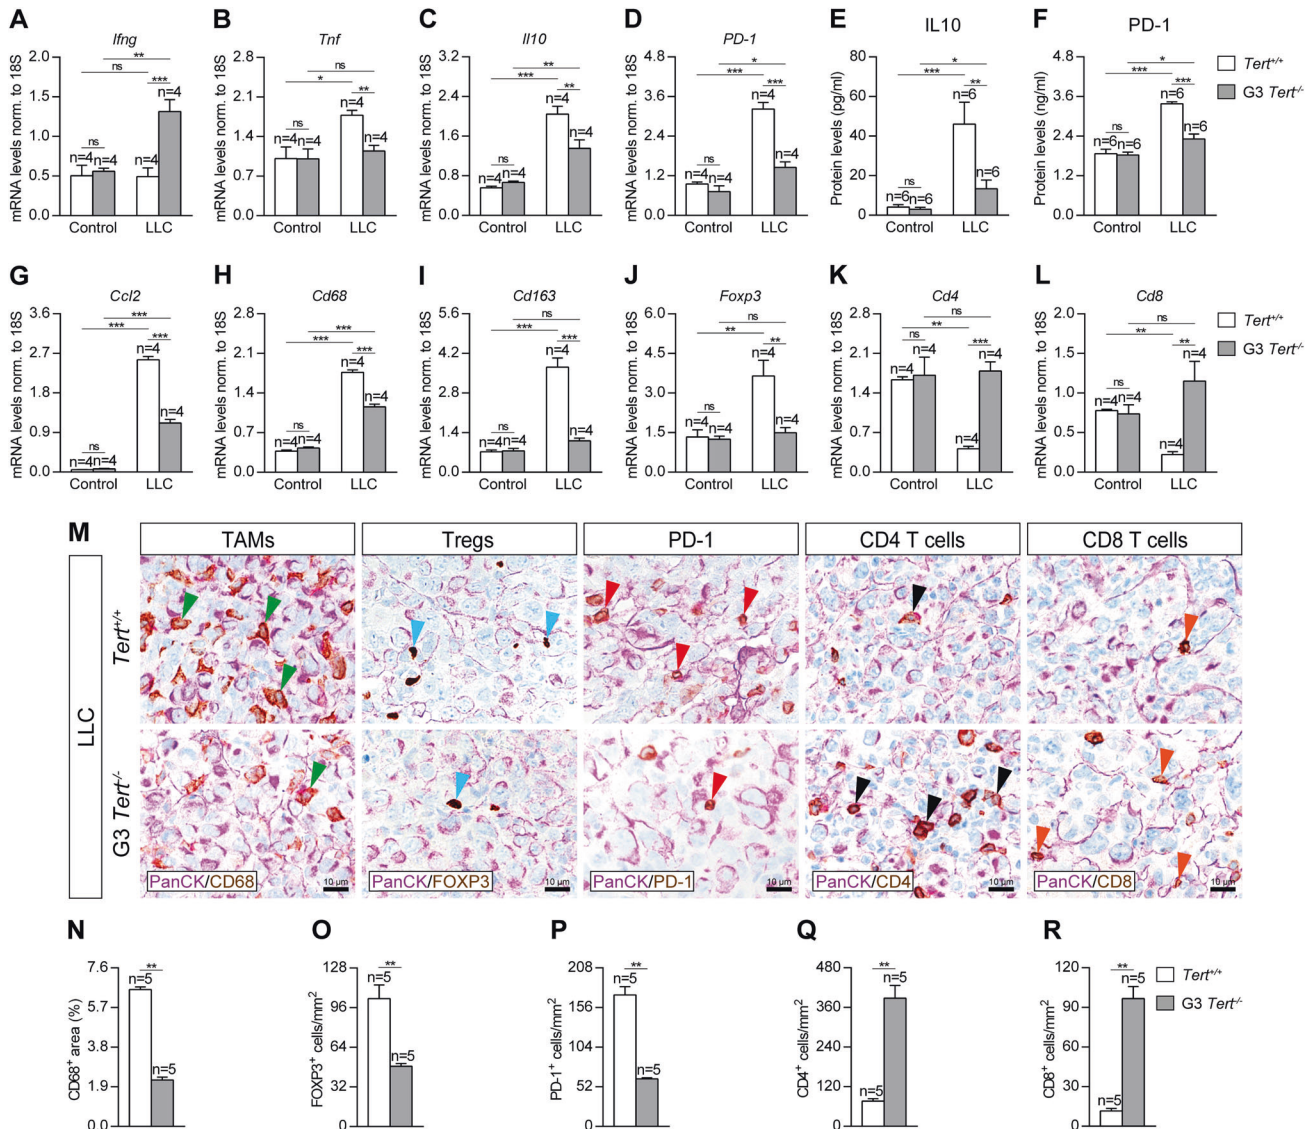 A
Ifng
mRNA levels norm. to 18S
2.0
1.5
1.0
0.5
0.0
**
ns
***
n=4
ns
n=4
n=4
n=4
Control
LLC
B
Tnf
mRNA levels norm. to 18S
2.8
2.1
1.4
0.7
0.0
ns
*
n=4
**
ns
n=4
n=4
n=4
Control
LLC
C
Il10
mRNA levels norm. to 18S
3.2
2.4
1.6
0.8
0.0
**
***
n=4
**
n=4
ns
n=4
n=4
Control
LLC
D
PD-1
mRNA levels norm. to 18S
4.8
3.6
2.4
1.2
0.0
*
***
n=4
***
n=4
ns
n=4
n=4
Control
LLC
E
IL10
Protein levels (pg/ml)
80
60
40
20
0
*
***
n=6
**
n=6
ns
n=6
n=6
Control
LLC
F
PD-1
Protein levels (ng/ml)
4.8
3.6
2.4
1.2
0.0
*
***
n=6
***
n=6
ns
n=6
n=6
Control
LLC
Tert+/+
G3 Tert-/-
G
Ccl2
mRNA levels norm. to 18S
3.6
2.7
1.8
0.9
0.0
***
***
***
n=4
n=4
ns
n=4
n=4
Control
LLC
H
Cd68
mRNA levels norm. to 18S
2.8
2.1
1.4
0.7
0.0
***
***
***
n=4
n=4
ns
n=4
n=4
Control
LLC
I
Cd163
mRNA levels norm. to 18S
5.6
4.2
2.8
1.4
0.0
ns
***
***
n=4
n=4
ns
n=4
n=4
Control
LLC
J
Foxp3
mRNA levels norm. to 18S
6.0
4.5
3.0
1.5
0.0
ns
**
n=4
**
n=4
ns
n=4
n=4
Control
LLC
K
Cd4
mRNA levels norm. to 18S
2.8
2.1
1.4
0.7
0.0
ns
**
ns
***
n=4
n=4
n=4
n=4
Control
LLC
L
Cd8
mRNA levels norm. to 18S
2.0
1.5
1.0
0.5
0.0
ns
**
**
n=4
ns
n=4
n=4
n=4
Control
LLC
Tert+/+
G3 Tert-/-
M
TAMs
Tregs
PD-1
CD4 T cells
CD8 T cells
LLC
Tert+/+
G3 Tert-/-
PanCK/CD68
10 µm
PanCK/FOXP3
10 µm
PanCK/PD-1
10 µm
PanCK/CD4
10 µm
PanCK/CD8
10 µm
N
CD68+ area (%)
7.6
5.7
3.8
1.9
0.0
**
n=5
n=5
O
FOXP3+ cells/mm2
128
96
64
32
0
**
n=5
n=5
P
PD-1+ cells/mm2
208
156
104
52
0
**
n=5
n=5
Q
CD4+ cells/mm2
480
360
240
120
0
**
n=5
n=5
R
CD8+ cells/mm2
120
90
60
30
0
**
n=5
n=5
Tert+/+
G3 Tert-/-